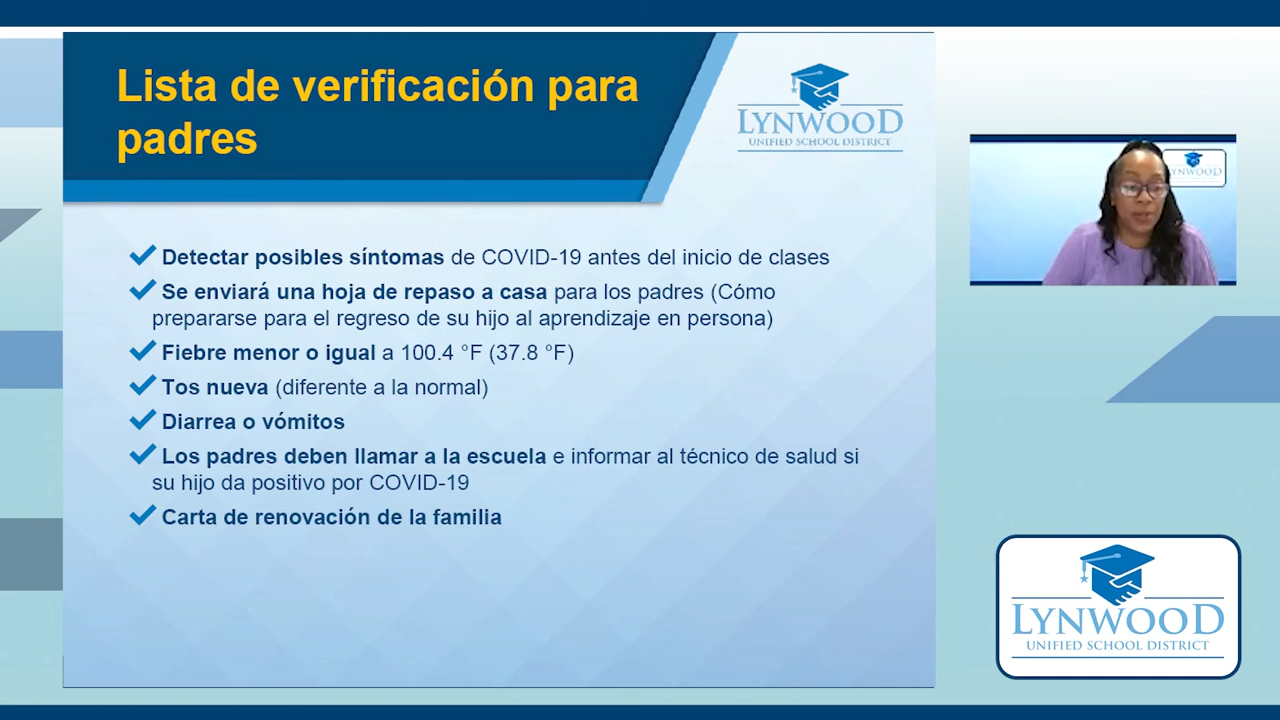 Lista de verificación para
padres
LYNWOOD
UNIFIED SCHOOL DISTRICT
Detectar posibles síntomas de COVID-19 antes del inicio de clases
Se enviará una hoja de repaso a casa para los padres (Cómo
prepararse para el regreso de su hijo al aprendizaje en persona)
Fiebre menor o igual a 100.4 °F (37.8 °F)
Tos nueva (diferente a la normal)
Diarrea o vómitos
Los padres deben llamar a la escuela e informar al técnico de salud si
su hijo da positivo por COVID-19
Carta de renovación de la familia
LYNWOOD
LYNWOOD
UNIFIED SCHOOL DISTRICT